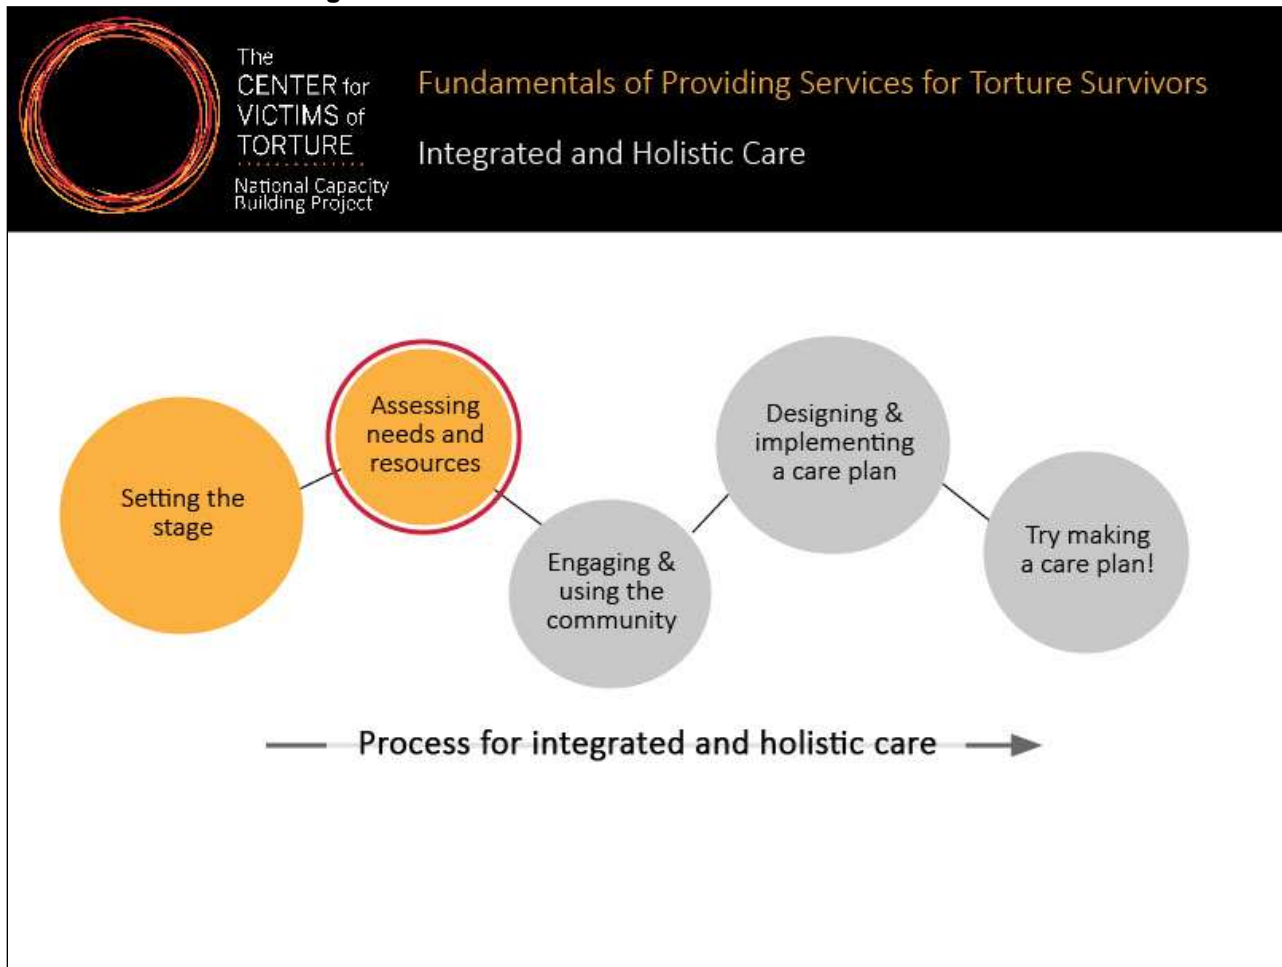 The
CENTER for
VICTIMS of
TORTURE
National Capacity
Building Project
Fundamentals of Providing Services for Torture Survivors
Integrated and Holistic Care
Setting the
stage
Assessing
needs and
resources
Engaging &
using the
community
Designing &
implementing
a care plan
Try making
a care plan!
Process for integrated and holistic care